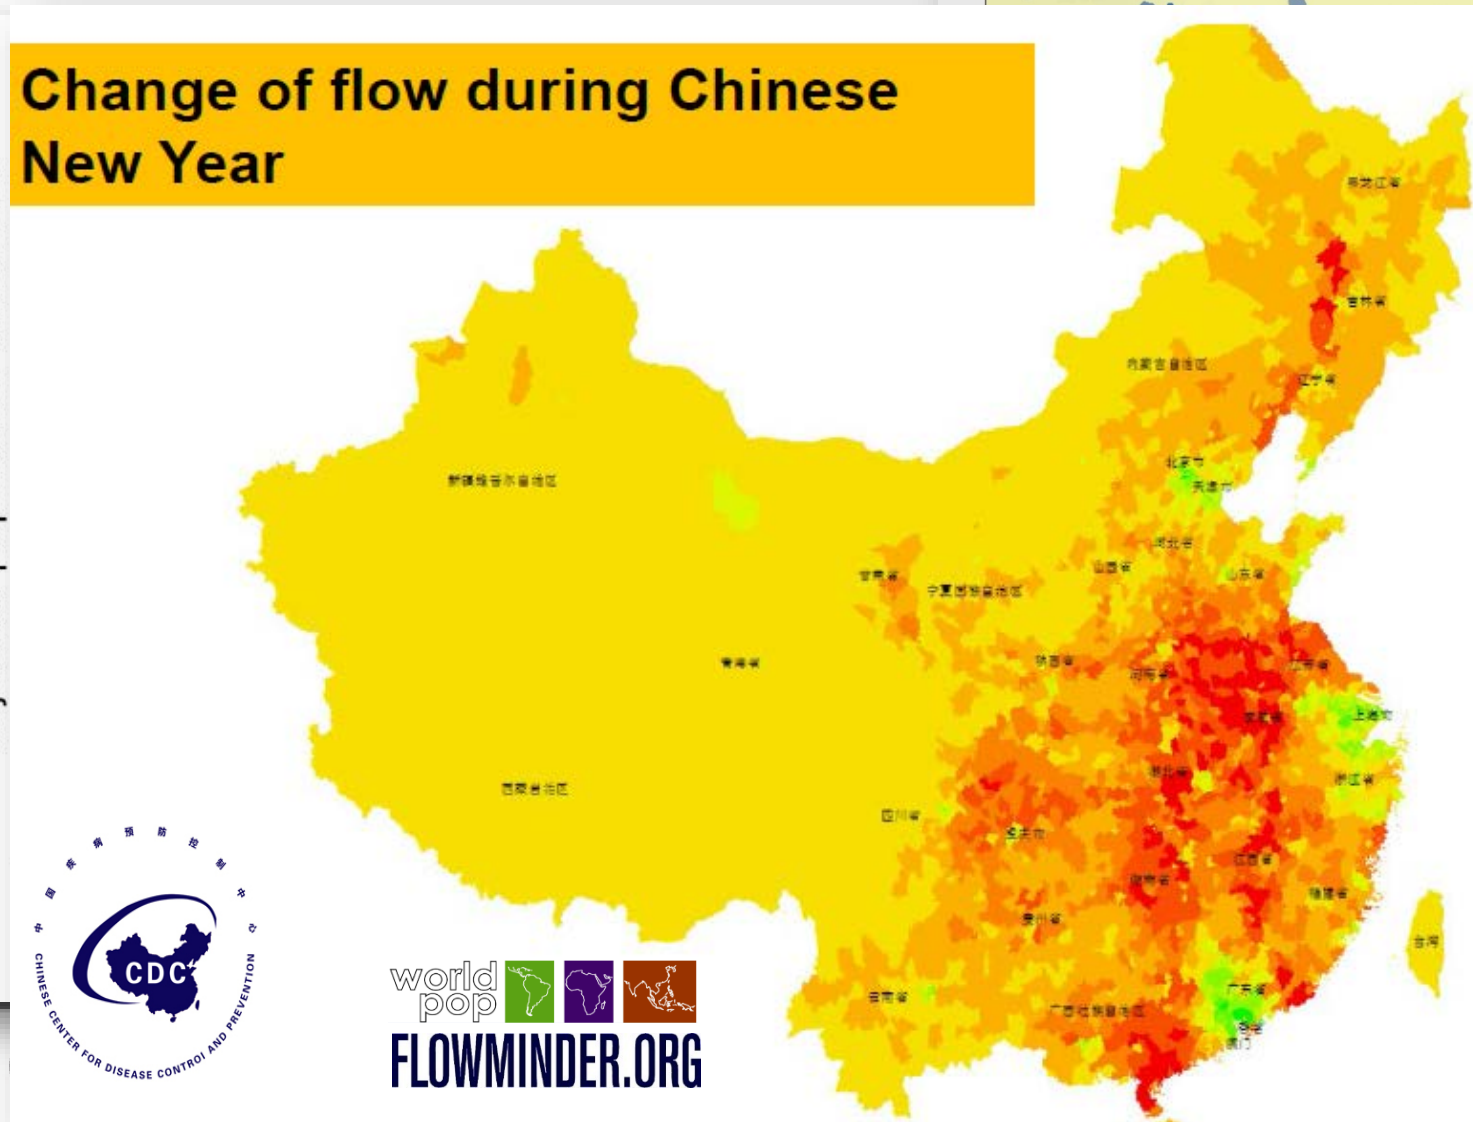 Change of flow during Chinese
New Year
黑龙江省
吉林省
内蒙古自治区
辽宁省
北京市
天津市
新疆维吾尔自治区
河北省
山西省
山东省
甘肃省
宁夏回族自治区
青海省
陕西省
河南省
江苏省
安徽省
上海市
湖北省
浙江省
西藏自治区
四川省
重庆市
江西省
湖南省
福建省
贵州省
台湾
云南省
广东省
广西壮族自治区
香港
澳门
中国疾病预防控制中心
CDC
CHINESE CENTER FOR DISEASE CONTROL AND PREVENTION
world
pop
FLOWMINDER.ORG